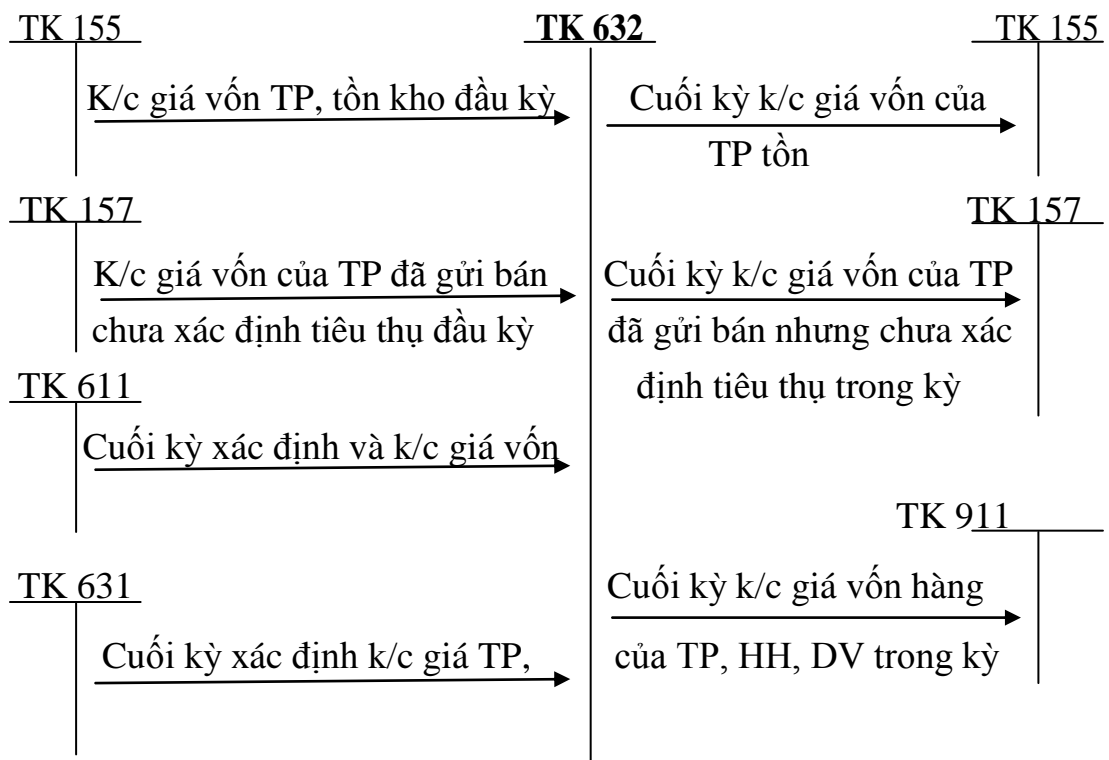 TK 155
TK 632
TK 155
K/c giá vốn TP, tồn kho đầu kỳ
Cuối kỳ k/c giá vốn của
TP tồn
TK 157
TK 157
K/c giá vốn của TP đã gửi bán
chưa xác định tiêu thụ đầu kỳ
Cuối kỳ k/c giá vốn của TP
đã gửi bán nhưng chưa xác
định tiêu thụ trong kỳ
TK 611
Cuối kỳ xác định và k/c giá vốn
TK 911
TK 631
Cuối kỳ xác định k/c giá TP,
Cuối kỳ k/c giá vốn hàng
của TP, HH, DV trong kỳ